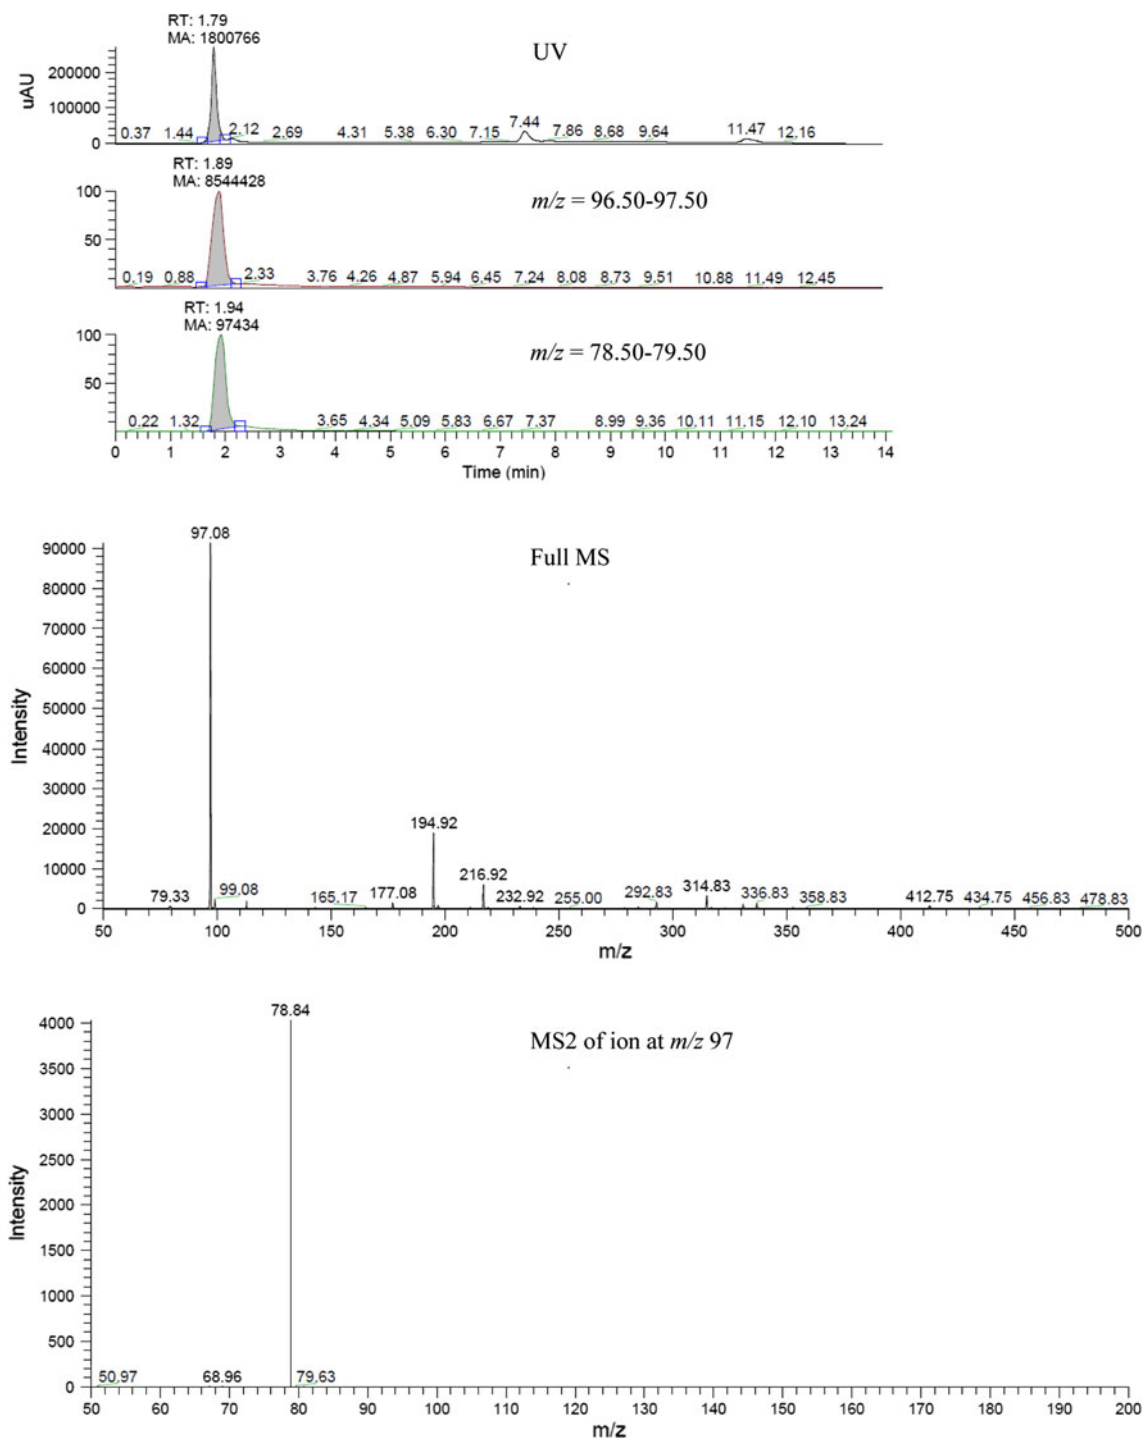 RT: 1.79
MA: 1800766
UV
uAU
200000
100000
0
0.37 1.44 2.12 2.69 4.31 5.38 6.30 7.15 7.44 7.86 8.68 9.64 11.47 12.16
RT: 1.89
MA: 8544428
m/z = 96.50-97.50
100
50
0.19 0.88 2.33 3.76 4.26 4.87 5.94 6.45 7.24 8.08 8.73 9.51 10.88 11.49 12.45
RT: 1.94
MA: 97434
m/z = 78.50-79.50
100
50
0.22 1.32 3.65 4.34 5.09 5.83 6.67 7.37 8.99 9.36 10.11 11.15 12.10 13.24
0 1 2 3 4 5 6 7 8 9 10 11 12 13 14
Time (min)
97.08
Full MS
Intensity
90000
80000
70000
60000
50000
40000
30000
20000
10000
0
194.92
216.92
79.33 99.08 165.17 177.08 232.92 255.00 292.83 314.83 336.83 358.83 412.75 434.75 456.83 478.83
50 100 150 200 250 300 350 400 450 500
m/z
78.84
MS2 of ion at m/z 97
Intensity
4000
3500
3000
2500
2000
1500
1000
500
0
50.97 68.96 79.63
50 60 70 80 90 100 110 120 130 140 150 160 170 180 190 200
m/z